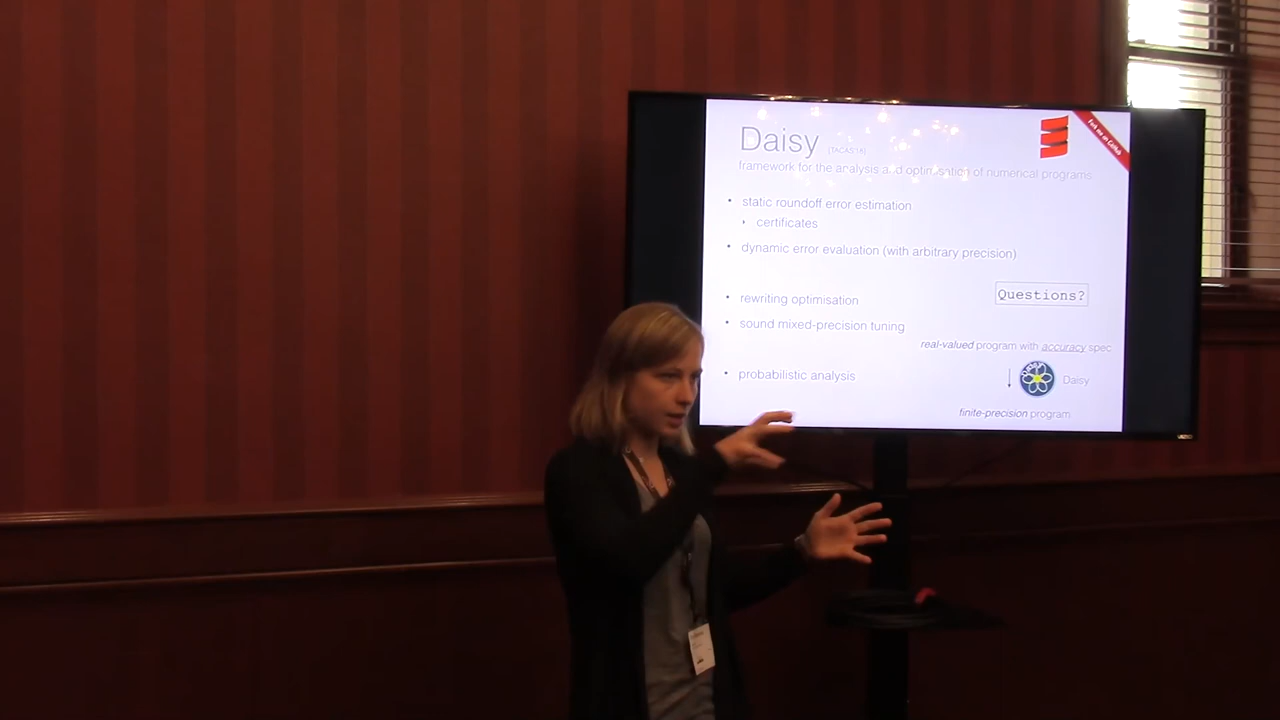 Daisy [TACAS'18]
Fork me on GitHub
framework for the analysis and optimisation of numerical programs
• static roundoff error estimation
‣ certificates
• dynamic error evaluation (with arbitrary precision)
Questions?
• rewriting optimisation
• sound mixed-precision tuning
real-valued program with accuracy spec
• probabilistic analysis
Daisy
finite-precision program
VIZIO